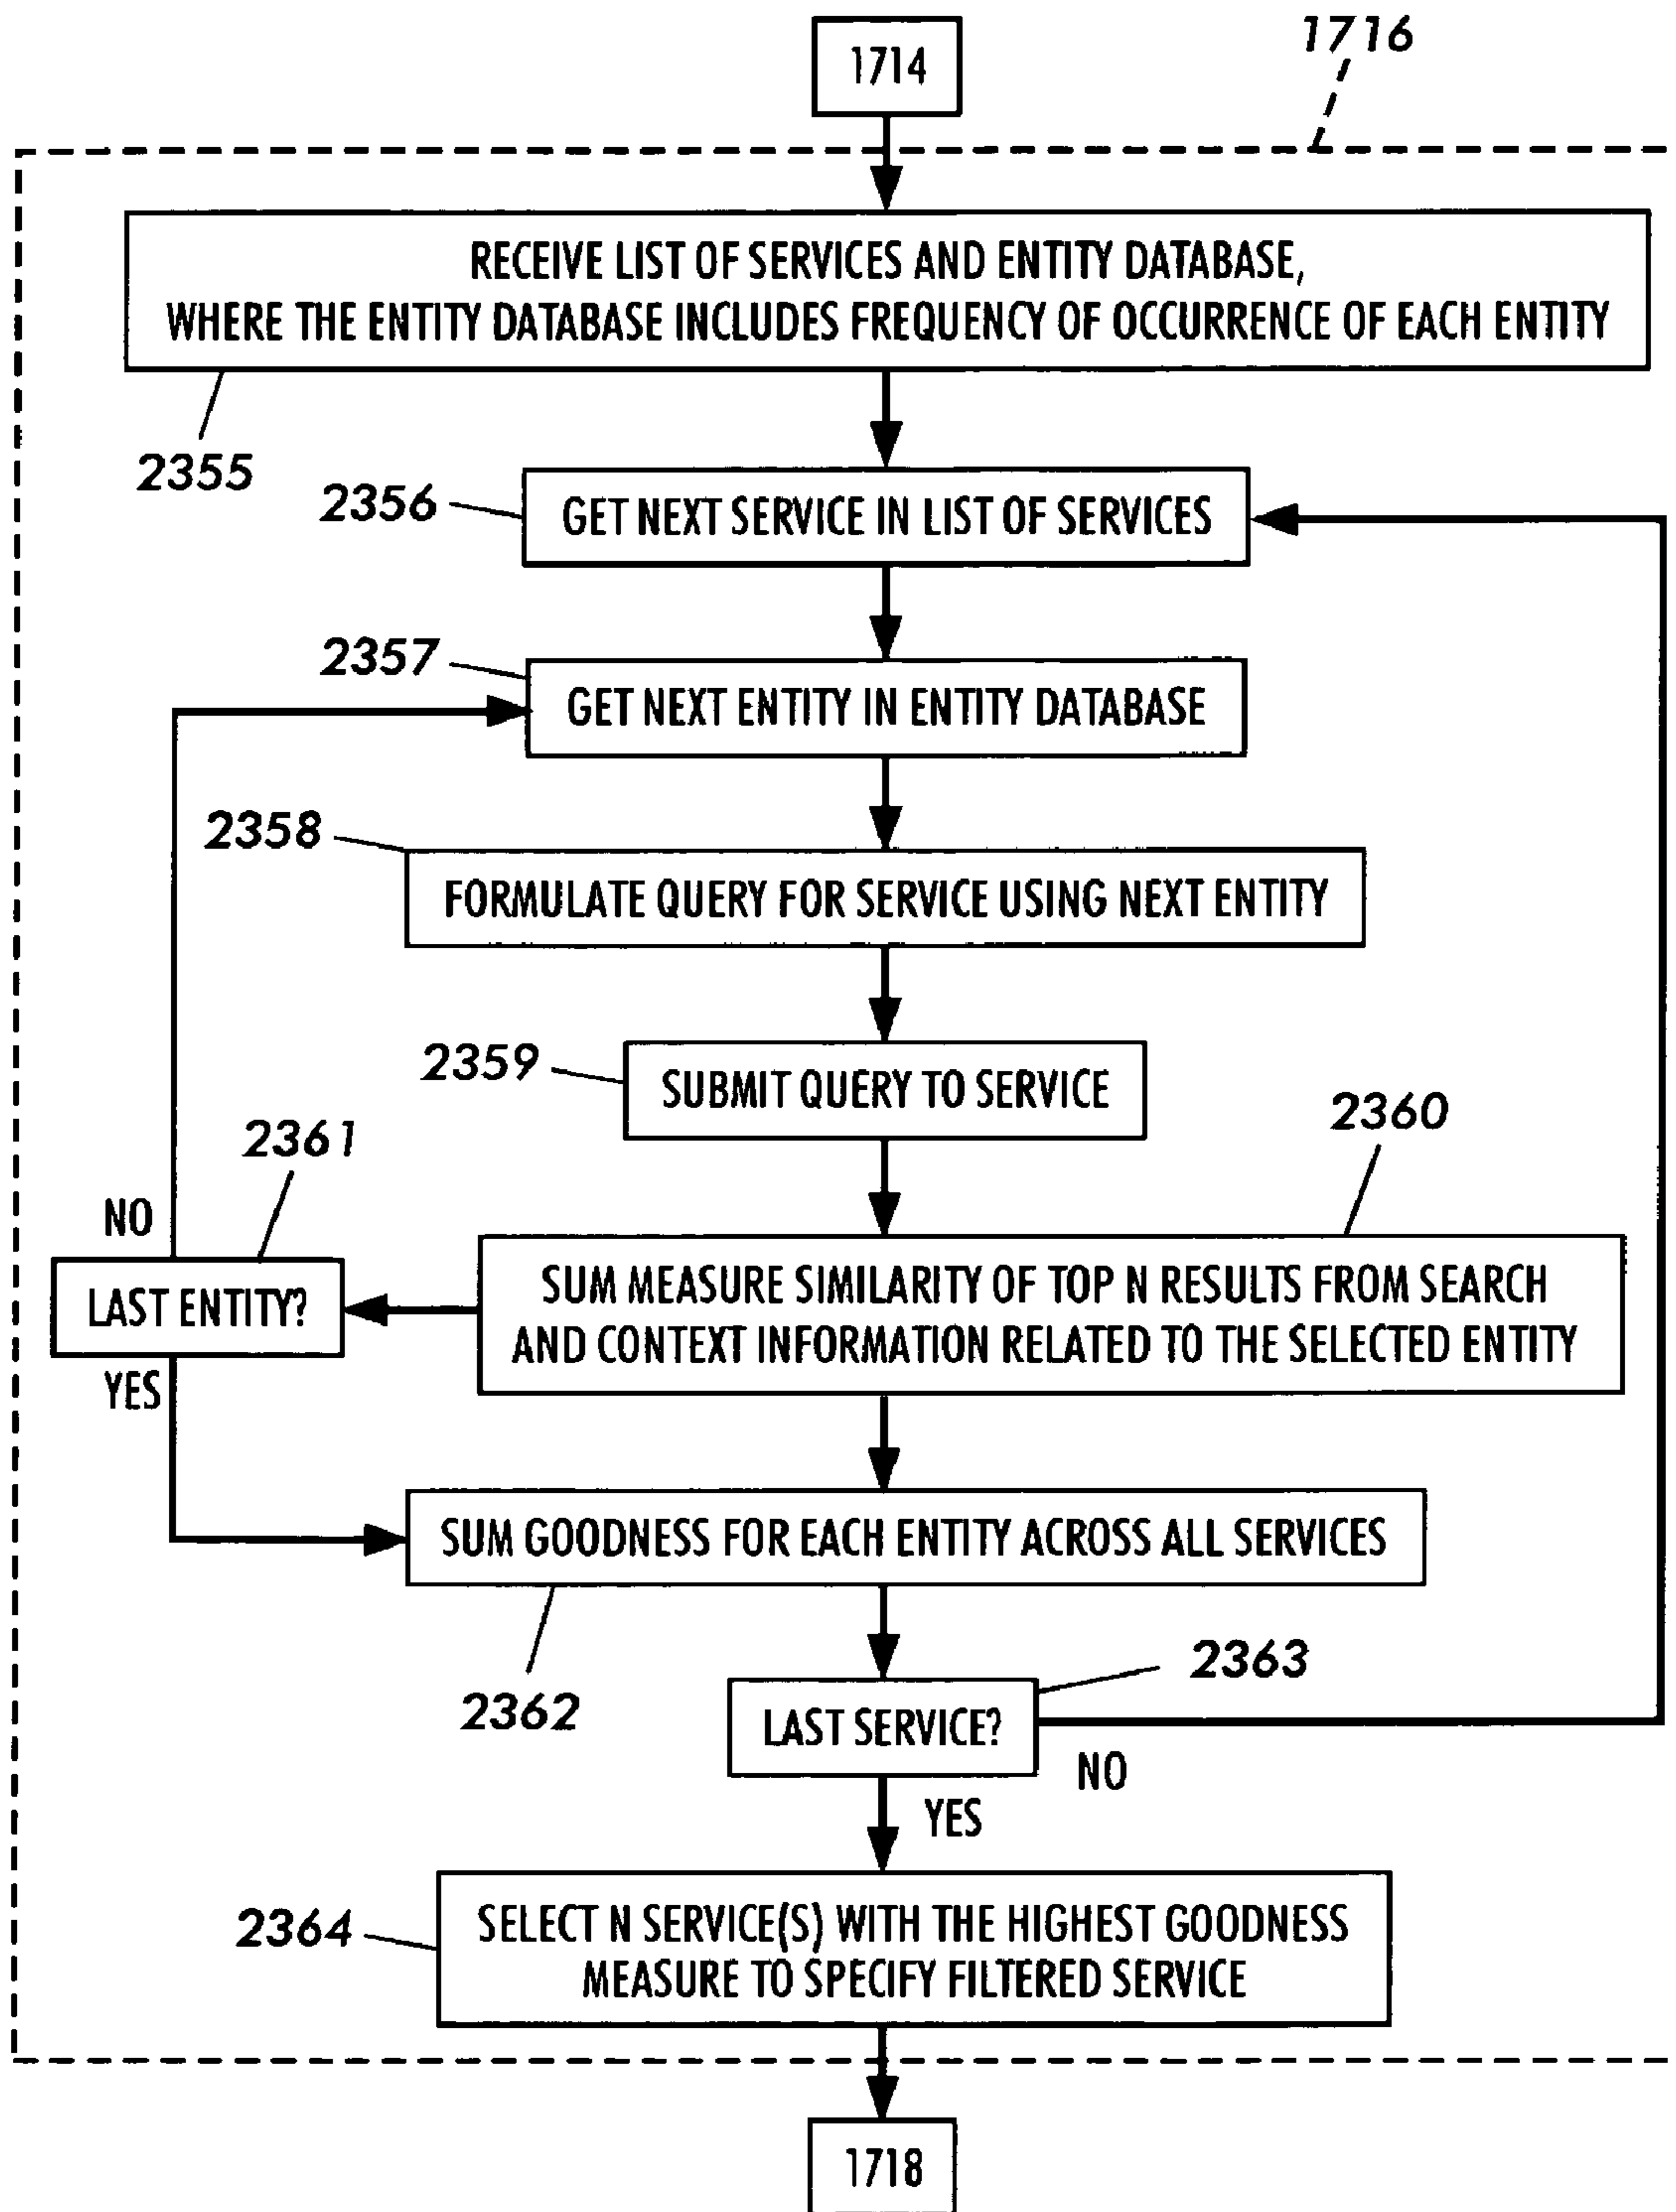 1714
1716
RECEIVE LIST OF SERVICES AND ENTITY DATABASE,
WHERE THE ENTITY DATABASE INCLUDES FREQUENCY OF OCCURRENCE OF EACH ENTITY
2355
2356
GET NEXT SERVICE IN LIST OF SERVICES
2357
GET NEXT ENTITY IN ENTITY DATABASE
2358
FORMULATE QUERY FOR SERVICE USING NEXT ENTITY
2359
SUBMIT QUERY TO SERVICE
2360
2361
NO
LAST ENTITY?
YES
SUM MEASURE SIMILARITY OF TOP N RESULTS FROM SEARCH
AND CONTEXT INFORMATION RELATED TO THE SELECTED ENTITY
SUM GOODNESS FOR EACH ENTITY ACROSS ALL SERVICES
2362
2363
LAST SERVICE?
NO
YES
2364
SELECT N SERVICE(S) WITH THE HIGHEST GOODNESS
MEASURE TO SPECIFY FILTERED SERVICE
1718